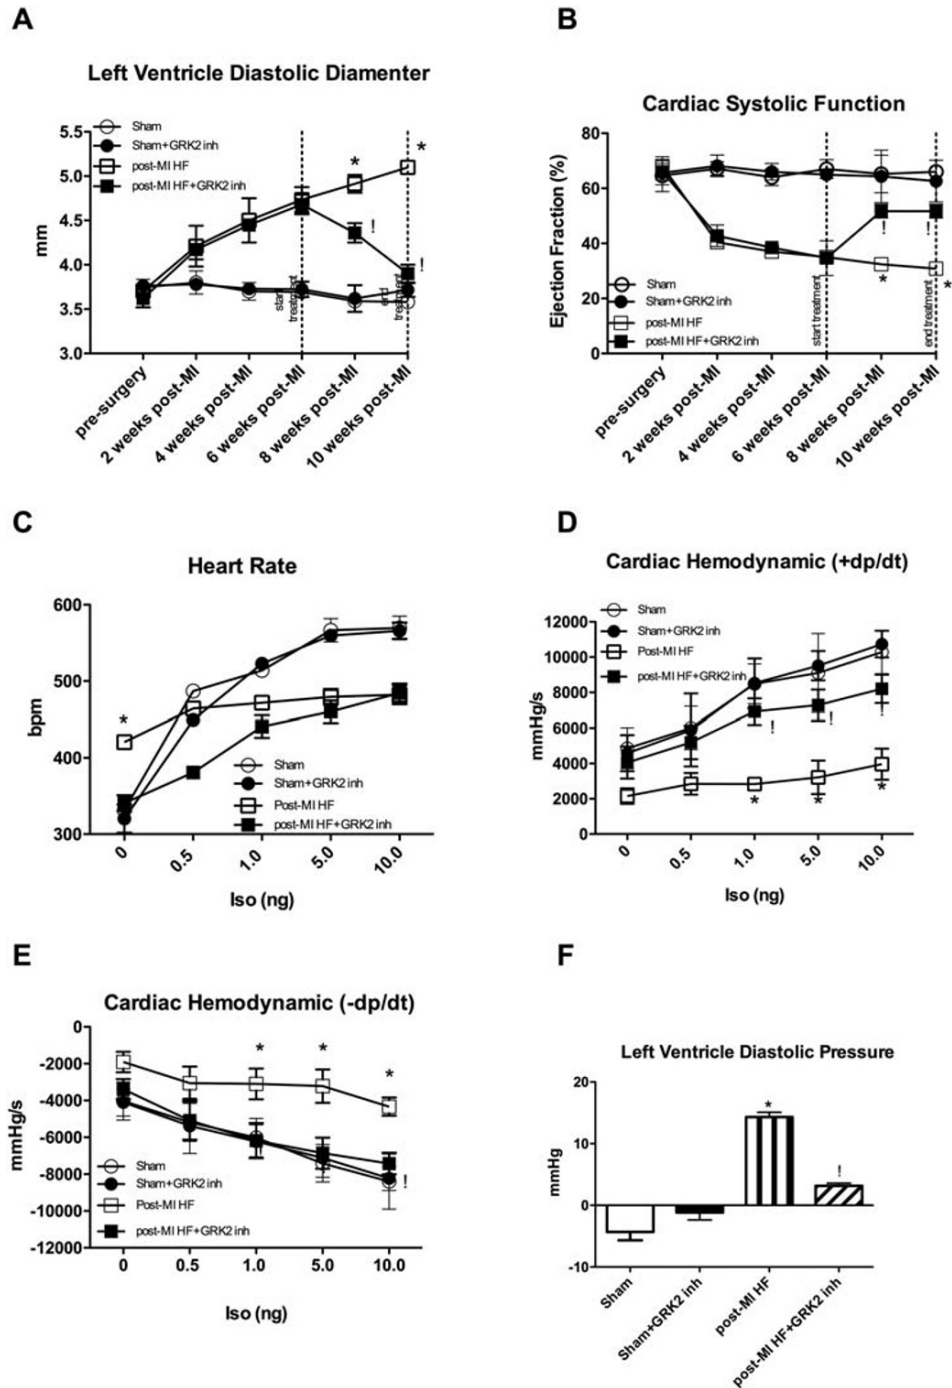 A
Left Ventricle Diastolic Diamenter
Sham
Sham+GRK2 inh
post-MI HF
post-MI HF+GRK2 inh
5.5
5.0
4.5
4.0
3.5
3.0
mm
*
*
!
!
start
treatment
end
treatment
pre-surgery
2 weeks post-MI
4 weeks post-MI
6 weeks post-MI
8 weeks post-MI
10 weeks post-MI
B
Cardiac Systolic Function
80
60
40
20
0
Ejection Fraction (%)
Sham
Sham+GRK2 inh
post-MI HF
post-MI HF+GRK2 inh
!
!
*
*
start treatment
end treatment
pre-surgery
2 weeks post-MI
4 weeks post-MI
6 weeks post-MI
8 weeks post-MI
10 weeks post-MI
C
Heart Rate
600
500
400
300
bpm
*
Sham
Sham+GRK2 inh
Post-MI HF
post-MI HF+GRK2 inh
0
0.5
1.0
5.0
10.0
Iso (ng)
D
Cardiac Hemodynamic (+dp/dt)
12000
10000
8000
6000
4000
2000
0
mmHg/s
Sham
Sham+GRK2 inh
Post-MI HF
post-MI HF+GRK2 inh
!
!
!
*
*
*
0
0.5
1.0
5.0
10.0
Iso (ng)
E
Cardiac Hemodynamic (-dp/dt)
0
-2000
-4000
-6000
-8000
-10000
-12000
mmHg/s
*
*
*
!
!
!
Sham
Sham+GRK2 inh
Post-MI HF
post-MI HF+GRK2 inh
0
0.5
1.0
5.0
10.0
Iso (ng)
F
Left Ventricle Diastolic Pressure
20
10
0
-10
mmHg
*
!
Sham
Sham+GRK2 inh
post-MI HF
post-MI HF+GRK2 inh